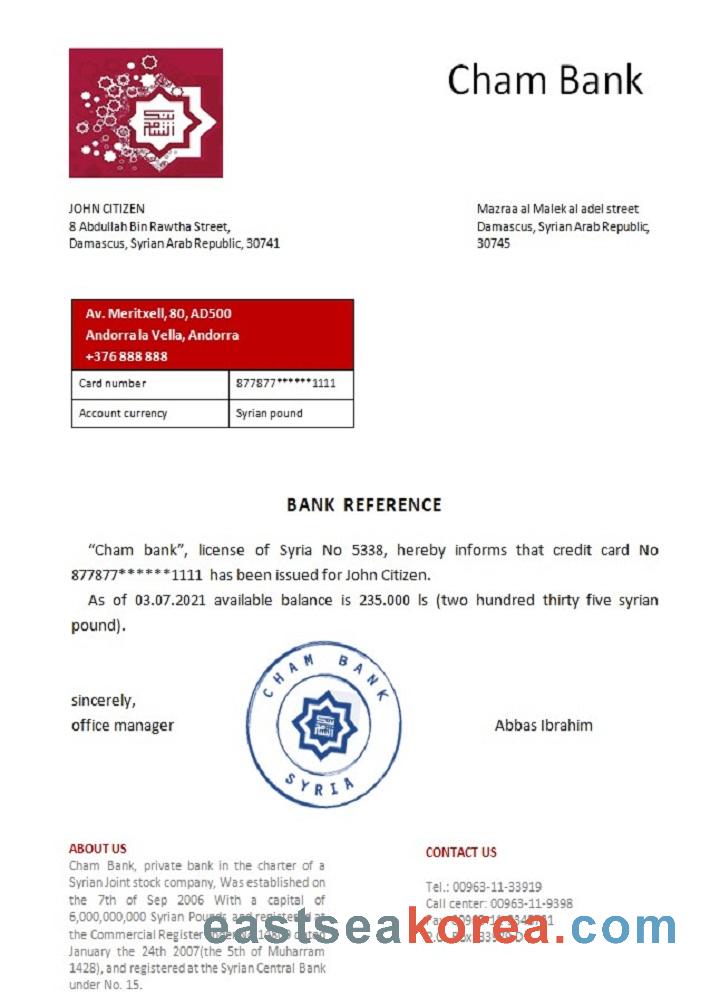 Cham Bank
JOHN CITIZEN
8 Abdullah Bin Rawtha Street,
Damascus, Syrian Arab Republic, 30741
Mazraa al Malek al adel street
Damascus, Syrian Arab Republic,
30745
Av. Meritxell, 80, AD500
Andorra la Vella, Andorra
+376 888 888
Card number 877877******1111
Account currency Syrian pound
BANK REFERENCE
“Cham bank”, license of Syria No 5338, hereby informs that credit card No
877877******1111 has been issued for John Citizen.
As of 03.07.2021 available balance is 235.000 ls (two hundred thirty five syrian
pound).
CHAM BANK
SYRIA
sincerely,
office manager
Abbas Ibrahim
ABOUT US
Cham Bank, private bank in the charter of a
Syrian Joint stock company, Was established on
the 7th of Sep 2006 With a capital of
6,000,000,000 Syrian Pounds and registered at
the Commercial Register dated
January the 24th 2007(the 5th of Muharram
1428), and registered at the Syrian Central Bank
under No. 15.
CONTACT US
Tel.: 00963-11-33919
Call center: 00963-11-9398
Fax:
P.O. Box:
eastseakorea.com